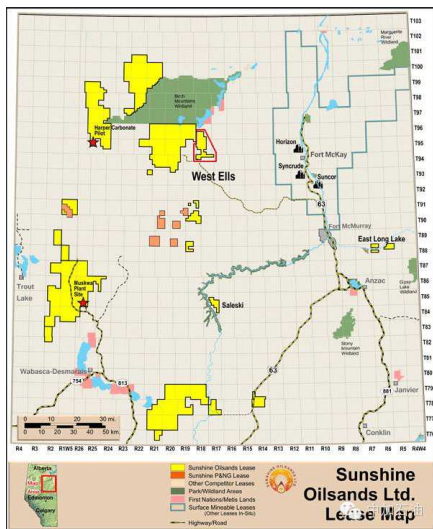 T103
T102
T101
T100
T99
T98
T97
T96
T95
T94
T93
T92
T91
T90
T89
T88
T87
T86
T85
T84
T83
T82
T81
T80
T79
T78
T77
T76
T75
T74
T73
Marguerite
River
Wildland
Birch
Mountains
Wildland
Harper Carbonate
Pilot
Horizon
Fort McKay
Syncrude
Suncor
West Ells
63
Fort McMurray
East Long Lake
Trout
Lake
Muskwa
Plant
Site
Saleski
Anzac
Gipsy
Lake
Wildland
Stony
Mountain
Wildland
Wabasca-Desmarais
754
813
63
881
Janvier
Conklin
0 10 20 30 mi.
0 10 20 30 40 50 km.
R4 R3 R2 R1W5 R26 R25 R24 R23 R22 R21 R20 R19 R18 R17 R16 R15 R14 R13 R12 R11 R10 R9 R8 R7 R6 R5 R4W4
Alberta
Map
Area
Edmonton
Calgary
Sunshine Oilsands Lease
Sunshine P&NG Lease
Other Competitor Leases
Park/Wildland Areas
First Nations/Metis Lands
Surface Mineable Leases
(Other Leases In-Situ)
Highway/Road
Sunshine
Oilsands Ltd.
Lease Map